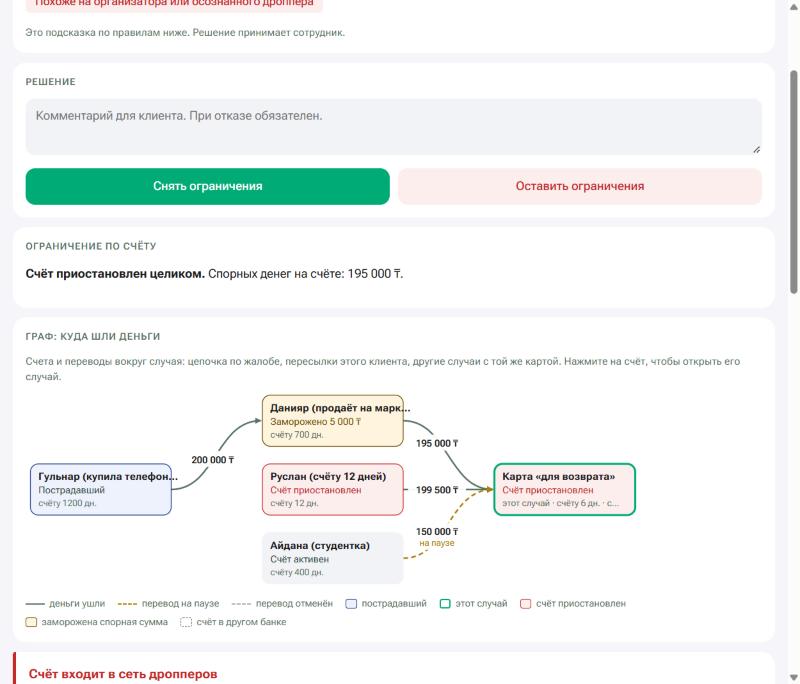 Похоже на организатора или осознанного дроппера
Это подсказка по правилам ниже. Решение принимает сотрудник.
РЕШЕНИЕ
Комментарий для клиента. При отказе обязателен.
Снять ограничения
Оставить ограничения
ОГРАНИЧЕНИЕ ПО СЧЁТУ
Счёт приостановлен целиком. Спорных денег на счёте: 195 000 ₸.
ГРАФ: КУДА ШЛИ ДЕНЬГИ
Счета и переводы вокруг случая: цепочка по жалобе, пересылки этого клиента, другие случаи с той же картой. Нажмите на счёт, чтобы открыть его
случай.
Данияр (продаёт на марк...
Заморожено 5 000 ₸
счёту 700 дн.
195 000 ₸
200 000 ₸
Гульнар (купила телефон...
Пострадавший
счёту 1200 дн.
Руслан (счёту 12 дней)
Счёт приостановлен
счёту 12 дн.
199 500 ₸
Карта «для возврата»
Счёт приостановлен
этот случай · счёту 6 дн. · с...
150 000 ₸
на паузе
Айдана (студентка)
Счёт активен
счёту 400 дн.
деньги ушли
перевод на паузе
перевод отменён
пострадавший
этот случай
счёт приостановлен
заморожена спорная сумма
счёт в другом банке
Счёт входит в сеть дропперов